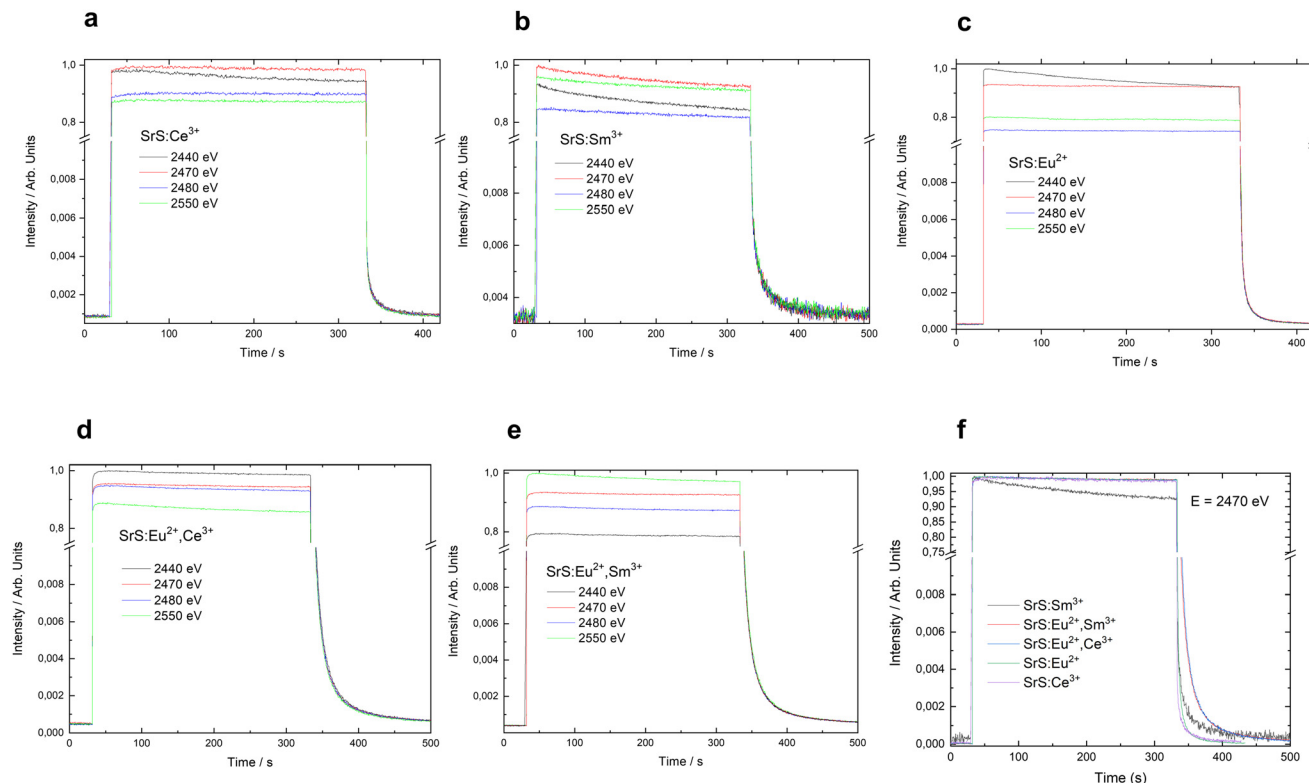 a
1,0
0,8
0,008
0,006
0,004
0,002
Intensity / Arb. Units
SrS:Ce3+
2440 eV
2470 eV
2480 eV
2550 eV
0 100 200 300 400
Time / s
b
1,0
0,8
0,008
0,006
0,004
Intensity / Arb. Units
SrS:Sm3+
2440 eV
2470 eV
2480 eV
2550 eV
0 100 200 300 400 500
Time / s
c
1,0
0,8
0,008
0,006
0,004
0,002
0,000
Intensity / Arb. Units
SrS:Eu2+
2440 eV
2470 eV
2480 eV
2550 eV
0 100 200 300 400
Time / s
d
1,0
0,8
0,008
0,006
0,004
0,002
0,000
Intensity / Arb. Units
SrS:Eu2+,Ce3+
2440 eV
2470 eV
2480 eV
2550 eV
0 100 200 300 400 500
Time / s
e
1,0
0,8
0,008
0,006
0,004
0,002
0,000
Intensity / Arb. Units
SrS:Eu2+,Sm3+
2440 eV
2470 eV
2480 eV
2550 eV
0 100 200 300 400 500
Time / s
f
1,00
0,95
0,90
0,85
0,80
0,75
0,008
0,006
0,004
0,002
0,000
Intensity / Arb. Units
E = 2470 eV
SrS:Sm3+
SrS:Eu2+,Sm3+
SrS:Eu2+,Ce3+
SrS:Eu2+
SrS:Ce3+
0 100 200 300 400 500
Time (s)